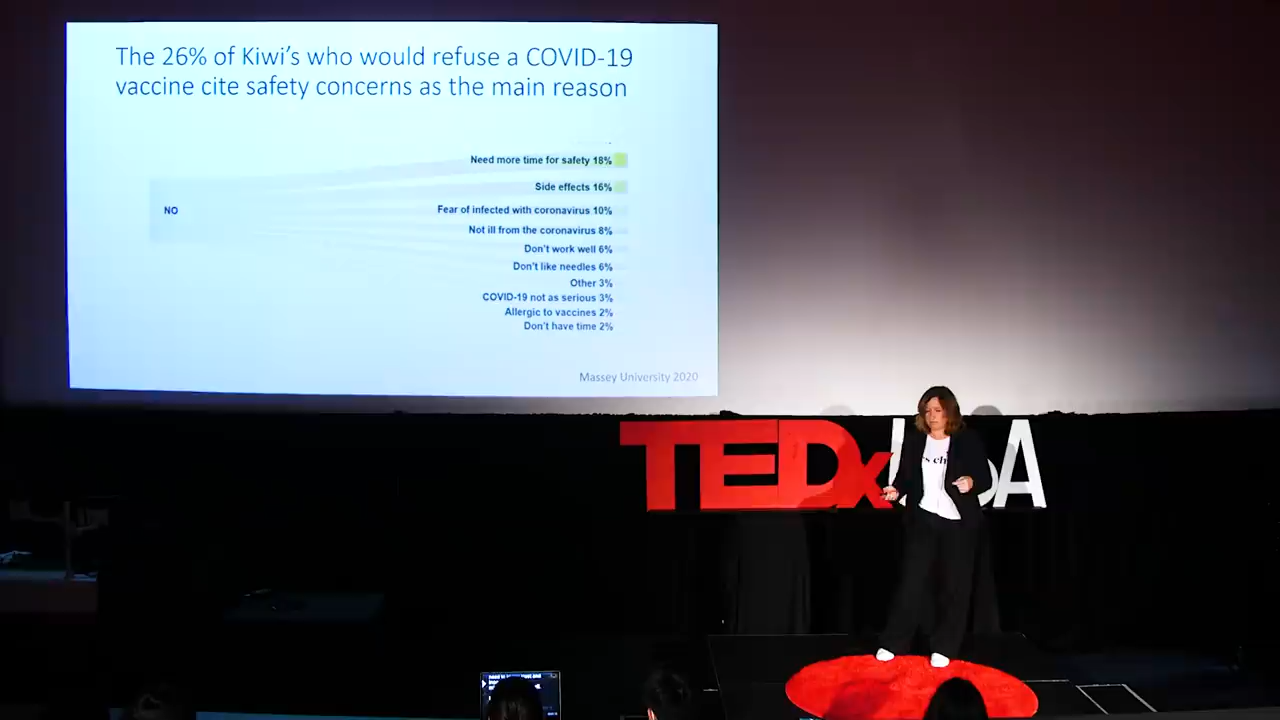 The 26% of Kiwi's who would refuse a COVID-19
vaccine cite safety concerns as the main reason
NO
Need more time for safety 18%
Side effects 16%
Fear of infected with coronavirus 10%
Not ill from the coronavirus 8%
Don't work well 6%
Don't like needles 6%
Other 3%
COVID-19 not as serious 3%
Allergic to vaccines 2%
Don't have time 2%
Massey University 2020
TEDx